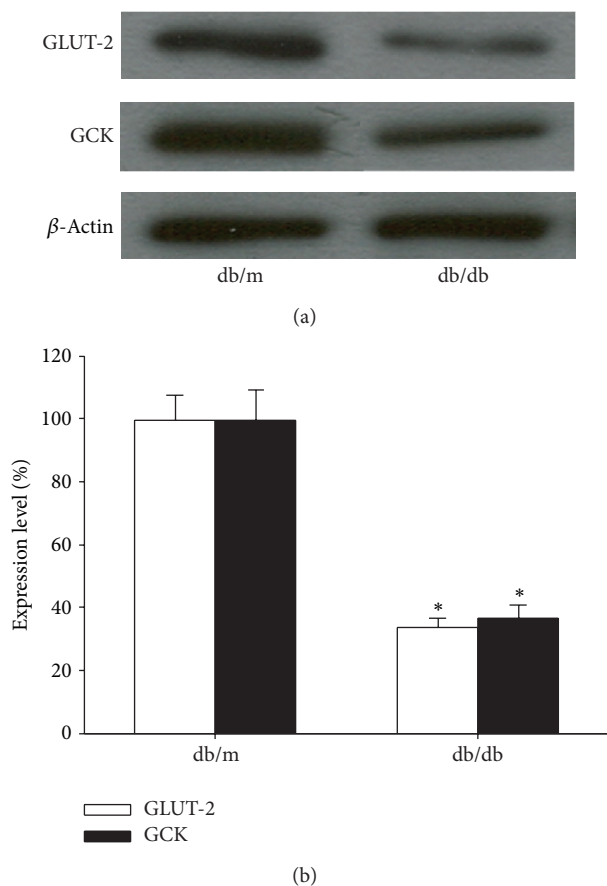 GLUT-2
GCK
β-Actin
db/m db/db
(a)
120
100
80
60
40
20
0
Expression level (%)
* *
db/m db/db
GLUT-2
GCK
(b)